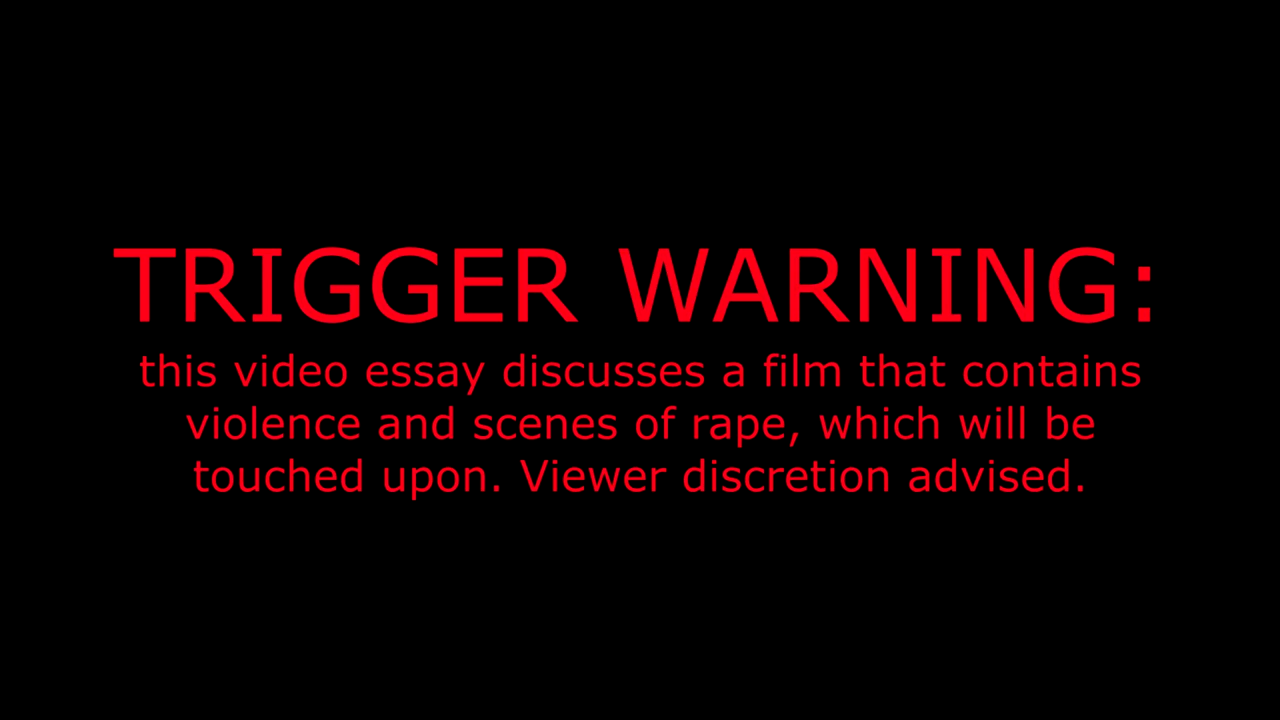 TRIGGER WARNING:
this video essay discusses a film that contains
violence and scenes of rape, which will be
touched upon. Viewer discretion advised.